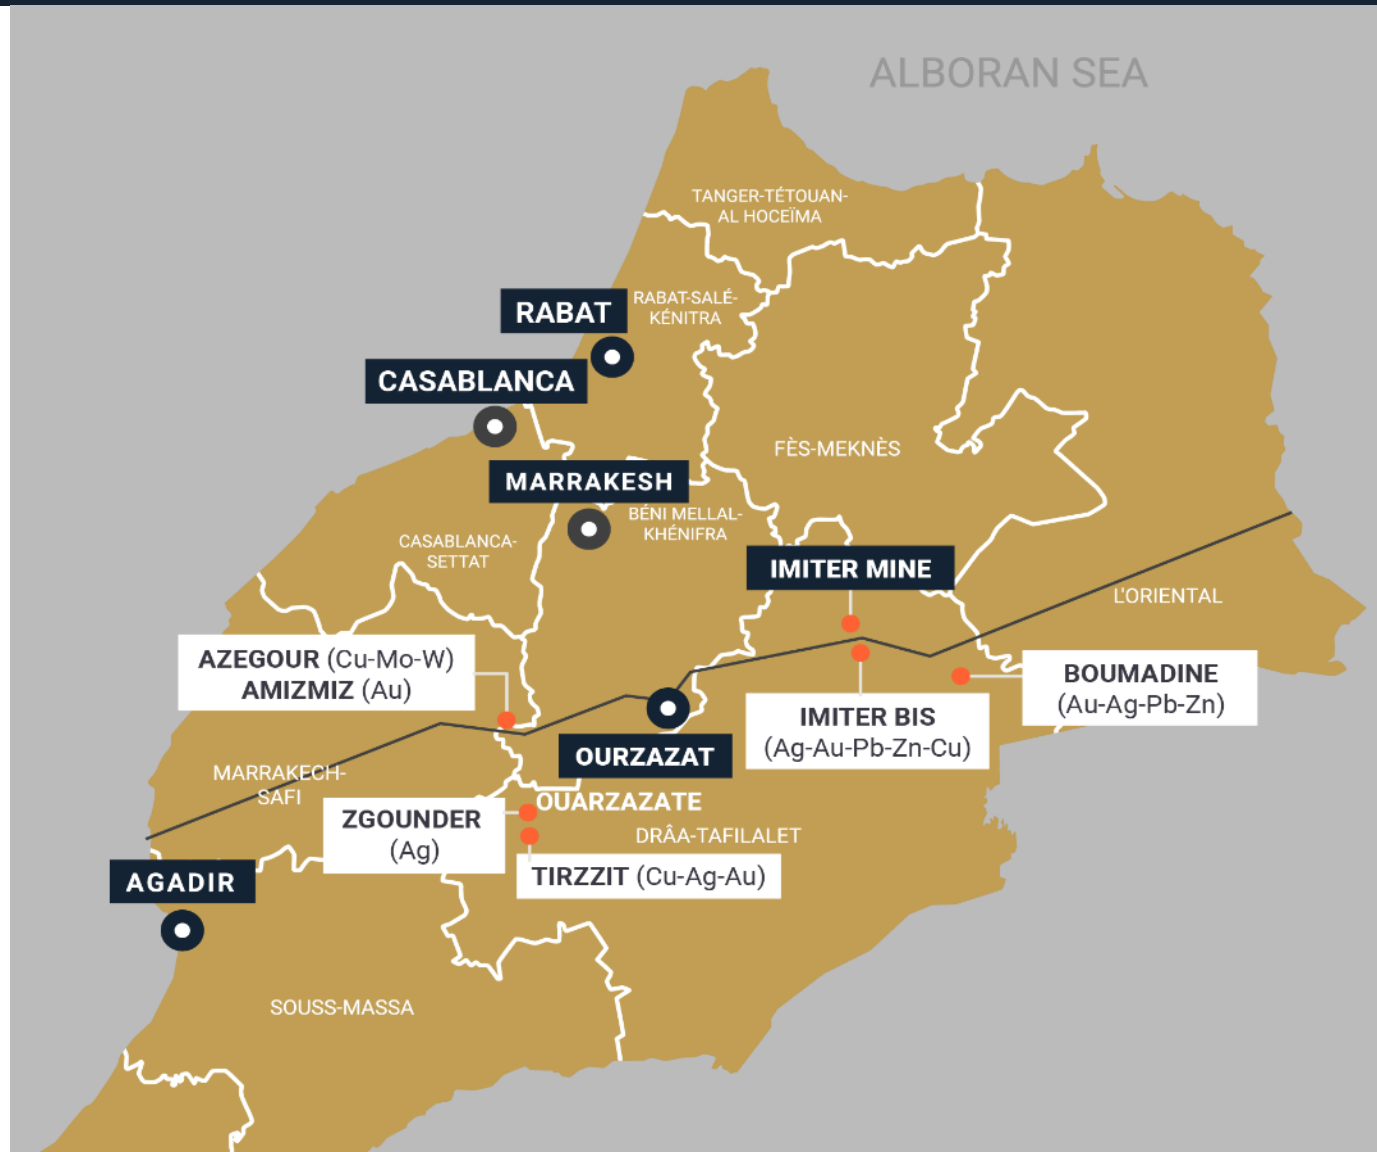 ALBORAN SEA
TANGER-TÉTOUAN-
AL HOCEÏMA
RABAT
RABAT-SALÉ-
KÉNITRA
CASABLANCA
FÈS-MEKNÈS
MARRAKESH
BÉNI MELLAL-
KHÉNIFRA
CASABLANCA-
SETTAT
IMITER MINE
L'ORIENTAL
AZEGOUR (Cu-Mo-W)
AMIZMIZ (Au)
BOUMADINE
(Au-Ag-Pb-Zn)
IMITER BIS
(Ag-Au-Pb-Zn-Cu)
OURZAZAT
MARRAKECH-
SAFI
OUARZAZATE
ZGOUNDER
(Ag)
DRÂA-TAFILALET
TIRZZIT (Cu-Ag-Au)
AGADIR
SOUSS-MASSA